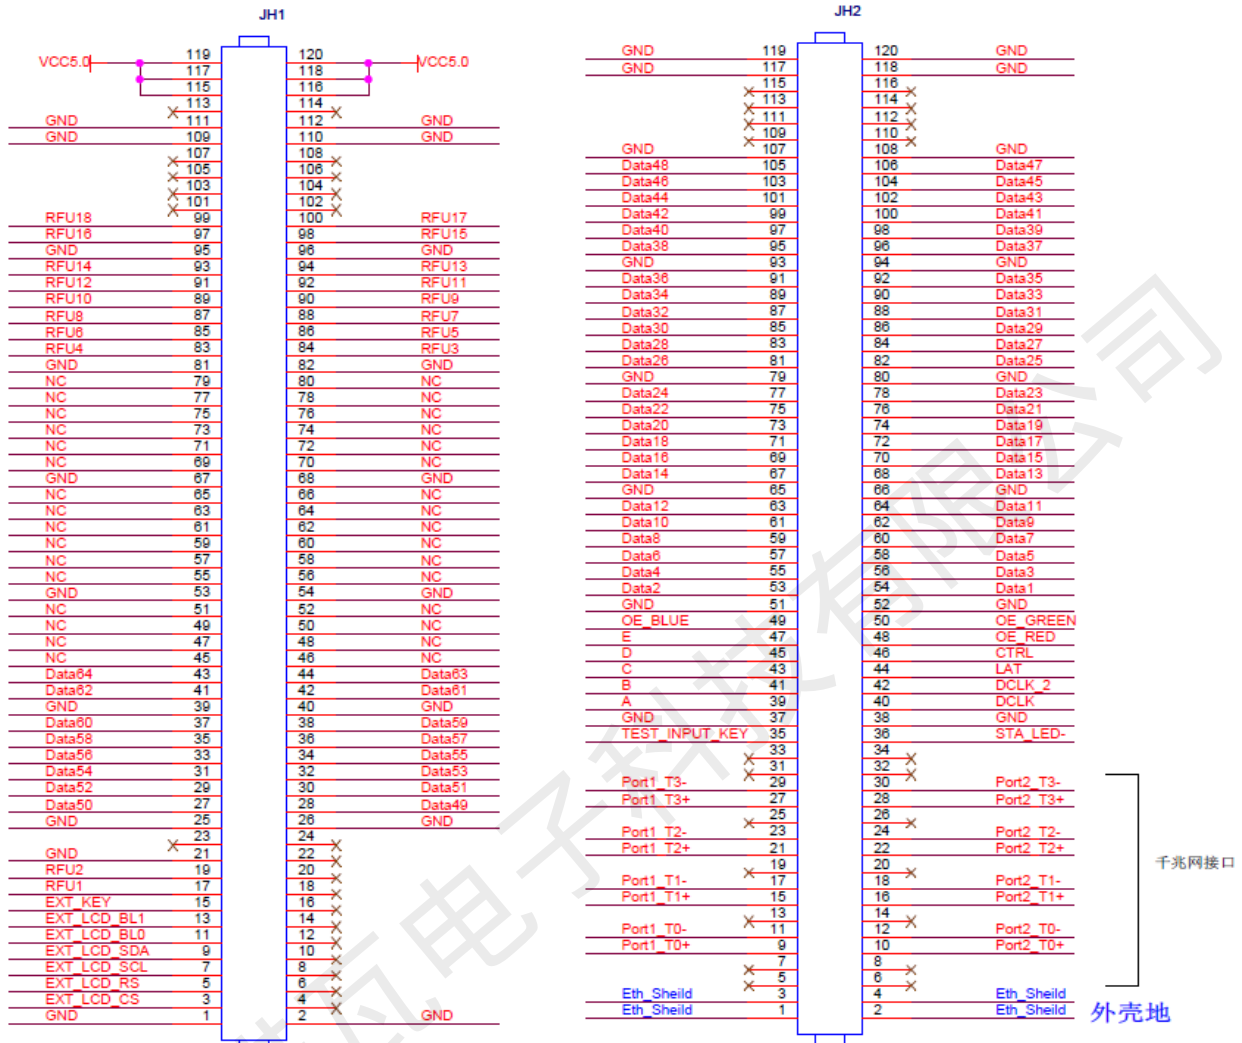 JH1
119 120
VCC5.0 117 118 VCC5.0
115 116
113 114
GND 111 112 GND
GND 109 110 GND
107 108
105 106
103 104
101 102
RFU18 99 100 RFU17
RFU16 97 98 RFU15
GND 95 96 GND
RFU14 93 94 RFU13
RFU12 91 92 RFU11
RFU10 89 90 RFU9
RFU8 87 88 RFU7
RFU6 85 86 RFU5
RFU4 83 84 RFU3
GND 81 82 GND
NC 79 80 NC
NC 77 78 NC
NC 75 76 NC
NC 73 74 NC
NC 71 72 NC
NC 69 70 NC
GND 67 68 GND
NC 65 66 NC
NC 63 64 NC
NC 61 62 NC
NC 59 60 NC
NC 57 58 NC
NC 55 56 NC
GND 53 54 GND
NC 51 52 NC
NC 49 50 NC
NC 47 48 NC
NC 45 46 NC
Data64 43 44 Data63
Data62 41 42 Data61
GND 39 40 GND
Data60 37 38 Data59
Data58 35 36 Data57
Data56 33 34 Data55
Data54 31 32 Data53
Data52 29 30 Data51
Data50 27 28 Data49
GND 25 26 GND
23 24
GND 21 22
RFU2 19 20
RFU1 17 18
EXT_KEY 15 16
EXT_LCD_BL1 13 14
EXT_LCD_BL0 11 12
EXT_LCD_SDA 9 10
EXT_LCD_SCL 7 8
EXT_LCD_RS 5 6
EXT_LCD_CS 3 4
GND 1 2 GND
JH2
GND 119 120 GND
GND 117 118 GND
115 116
113 114
111 112
109 110
GND 107 108 GND
Data48 105 106 Data47
Data46 103 104 Data45
Data44 101 102 Data43
Data42 99 100 Data41
Data40 97 98 Data39
Data38 95 96 Data37
GND 93 94 GND
Data36 91 92 Data35
Data34 89 90 Data33
Data32 87 88 Data31
Data30 85 86 Data29
Data28 83 84 Data27
Data26 81 82 Data25
GND 79 80 GND
Data24 77 78 Data23
Data22 75 76 Data21
Data20 73 74 Data19
Data18 71 72 Data17
Data16 69 70 Data15
Data14 67 68 Data13
GND 65 66 GND
Data12 63 64 Data11
Data10 61 62 Data9
Data8 59 60 Data7
Data6 57 58 Data5
Data4 55 56 Data3
Data2 53 54 Data1
GND 51 52 GND
OE_BLUE 49 50 OE_GREEN
E 47 48 OE_RED
D 45 46 CTRL
C 43 44 LAT
B 41 42 DCLK_2
A 39 40 DCLK
GND 37 38 GND
TEST_INPUT_KEY 35 36 STA_LED-
33 34
31 32
Port1_T3- 29 30 Port2_T3-
Port1_T3+ 27 28 Port2_T3+
25 26
Port1_T2- 23 24 Port2_T2-
Port1_T2+ 21 22 Port2_T2+
19 20
Port1_T1- 17 18 Port2_T1-
Port1_T1+ 15 16 Port2_T1+
13 14
Port1_T0- 11 12 Port2_T0-
Port1_T0+ 9 10 Port2_T0+
7 8
5 6
Eth_Sheild 3 4 Eth_Sheild
Eth_Sheild 1 2 Eth_Sheild
千兆网接口
外壳地
瓦电子科技有限公司